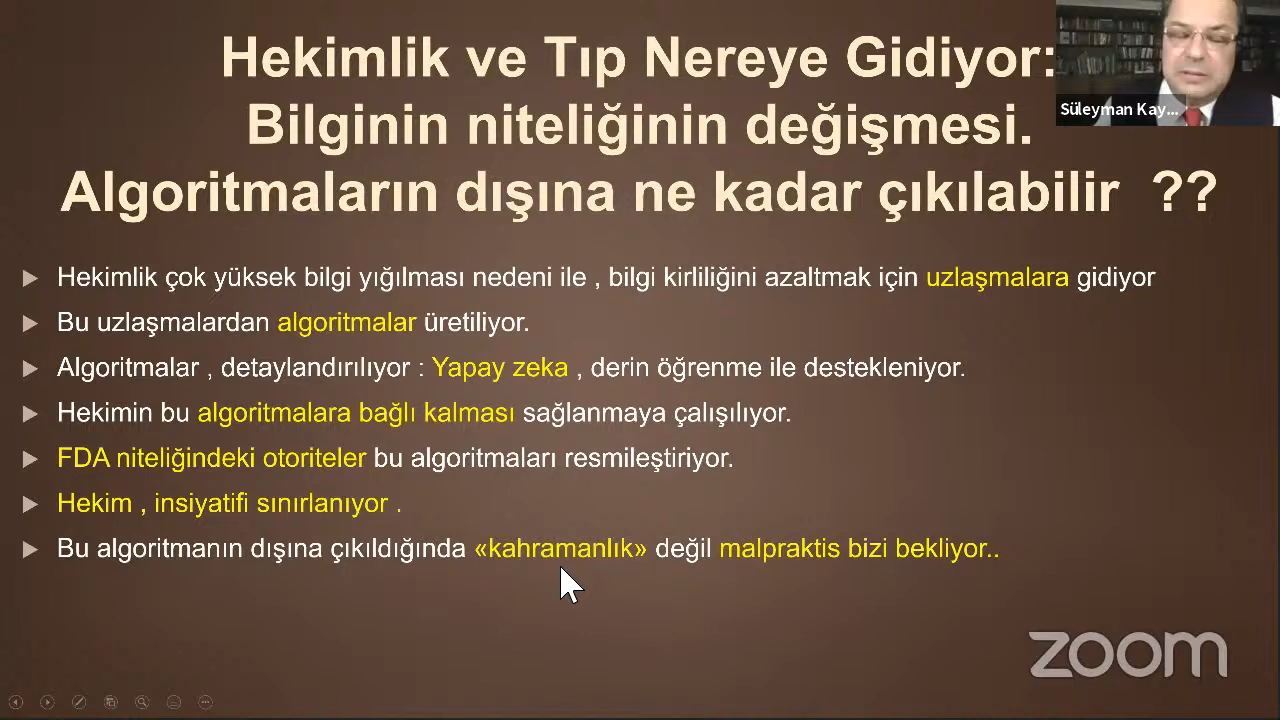 Hekimlik ve Tıp Nereye Gidiyor:
Bilginin niteliğinin değişmesi.
Algoritmaların dışına ne kadar çıkılabilir ??
Süleyman Kay...
Hekimlik çok yüksek bilgi yığılması nedeni ile , bilgi kirliliğini azaltmak için uzlaşmalara gidiyor
Bu uzlaşmalardan algoritmalar üretiliyor.
Algoritmalar , detaylandırılıyor : Yapay zeka , derin öğrenme ile destekleniyor.
Hekimin bu algoritmalara bağlı kalması sağlanmaya çalışılıyor.
FDA niteliğindeki otoriteler bu algoritmaları resmileştiriyor.
Hekim , insiyatifi sınırlanıyor .
Bu algoritmanın dışına çıkıldığında «kahramanlık» değil malpraktis bizi bekliyor..
zoom